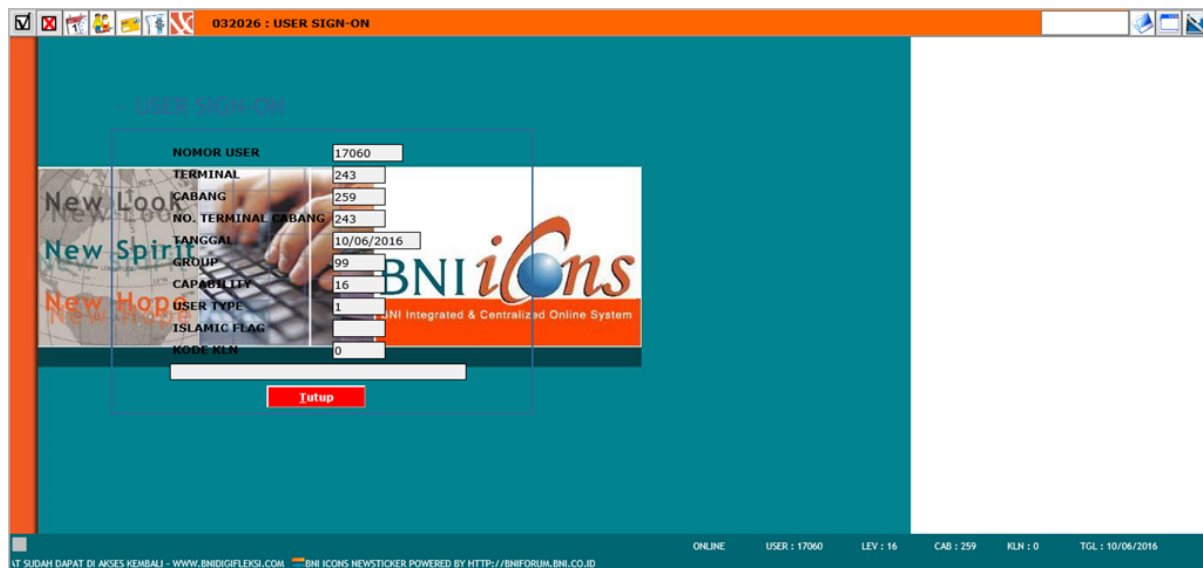 032026 : USER SIGN-ON
- USER SIGN-ON
NOMOR USER 17060
TERMINAL 243
CABANG 259
NO. TERMINAL CABANG 243
TANGGAL 10/06/2016
GROUP 99
CAPABILITY 16
USER TYPE 1
ISLAMIC FLAG
KODE KLN 0
Tutup
New Look
New Spirit
New Hope
BNI icons
BNI Integrated & Centralized Online System
ONLINE USER : 17060 LEV : 16 CAB : 259 KLN : 0 TGL : 10/06/2016
AT SUDAH DAPAT DI AKSES KEMBALI - WWW.BNIDIGIFLEKSI.COM BNI ICONS NEWSTICKER POWERED BY HTTP://BNIFORUM.BNI.CO.ID